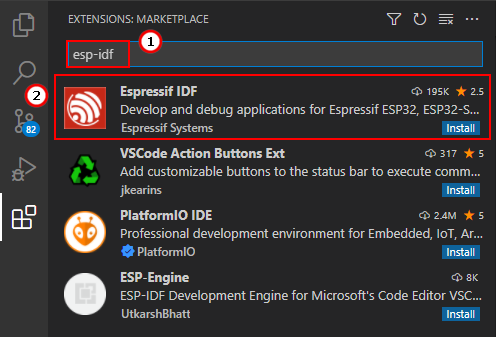 EXTENSIONS: MARKETPLACE
esp-idf
1
2
82
Espressif IDF 195K 2.5
Develop and debug applications for Espressif ESP32, ESP32-S...
Espressif Systems Install
VSCode Action Buttons Ext 317 5
Add customizable buttons to the status bar to execute comm...
jkearins Install
PlatformIO IDE 2.4M 5
Professional development environment for Embedded, IoT, Ar...
PlatformIO Install
ESP-Engine 8K
ESP-IDF Development Engine for Microsoft's Code Editor VSC...
UtkarshBhatt Install